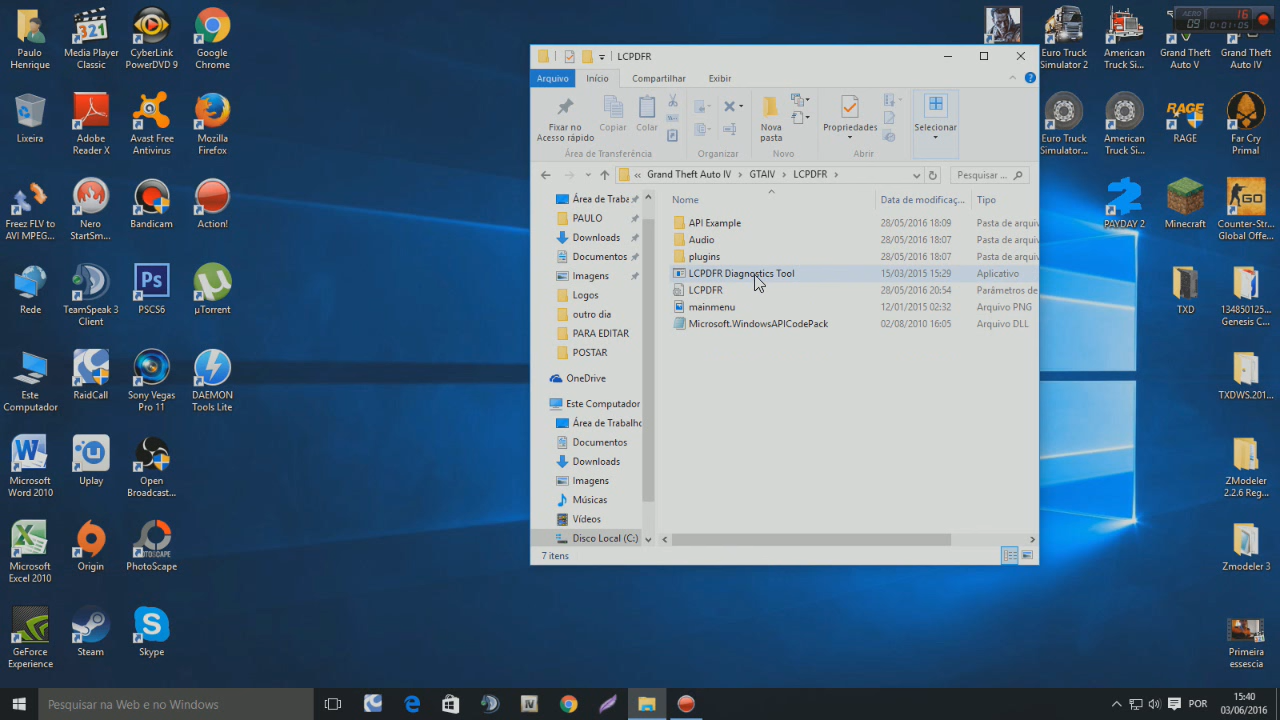 Paulo
Henrique
Media Player
Classic
CyberLink
PowerDVD 9
Google
Chrome
Lixeira
Adobe
Reader X
Avast Free
Antivirus
Mozilla
Firefox
Freez FLV to
AVI MPEG...
Nero
StartSm...
Bandicam
Action!
Rede
TeamSpeak 3
Client
PSCS6
µTorrent
Este
Computador
RaidCall
Sony Vegas
Pro 11
DAEMON
Tools Lite
Microsoft
Word 2010
Uplay
Open
Broadcast...
Microsoft
Excel 2010
Origin
PhotoScape
GeForce
Experience
Steam
Skype
LCPDFR
Arquivo
Início
Compartilhar
Exibir
Fixar no
Acesso rápido
Copiar
Colar
Nova
pasta
Propriedades
Selecionar
Área de Transferência
Organizar
Novo
Abrir
« Grand Theft Auto IV > GTAIV > LCPDFR >
Pesquisar ...
Área de Traba
PAULO
Downloads
Documentos
Imagens
Logos
outro dia
PARA EDITAR
POSTAR
OneDrive
Este Computador
Área de Trabalho
Documentos
Downloads
Imagens
Músicas
Vídeos
Disco Local (C:)
Nome Data de modificaç... Tipo
API Example 28/05/2016 18:09 Pasta de arquiv
Audio 28/05/2016 18:07 Pasta de arquiv
plugins 28/05/2016 18:07 Pasta de arquiv
LCPDFR Diagnostics Tool 15/03/2015 15:29 Aplicativo
LCPDFR 28/05/2016 20:54 Parâmetros de
mainmenu 12/01/2015 02:32 Arquivo PNG
Microsoft.WindowsAPICodePack 02/08/2010 16:05 Arquivo DLL
7 itens
AERO
09
16
0:01:05
Euro Truck
Simulator 2
American
Truck Si...
Grand Theft
Auto V
Grand Theft
Auto IV
Euro Truck
Simulator...
American
Truck Si...
RAGE
Far Cry
Primal
PAYDAY 2
Minecraft
Counter-Str...
Global Offe...
TXD
134850125...
Genesis C...
TXDWS.201...
ZModeler
2.2.6 Reg...
Zmodeler 3
Primeira
essescia
Pesquisar na Web e no Windows
POR
15:40
03/06/2016